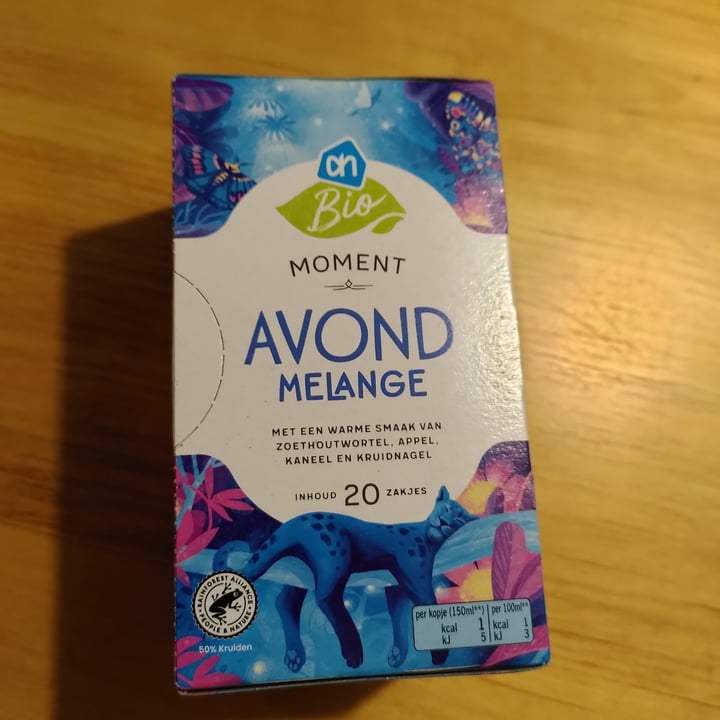 ah
Bio
MOMENT
AVOND
MELANGE
MET EEN WARME SMAAK VAN
ZOETHOUTWORTEL, APPEL,
KANEEL EN KRUIDNAGEL
INHOUD 20 ZAKJES
RAINFOREST ALLIANCE
PEOPLE & NATURE
50% Kruiden
per kopje (150ml**) per 100ml**
kcal 1 kcal 1
kJ 5 kJ 3